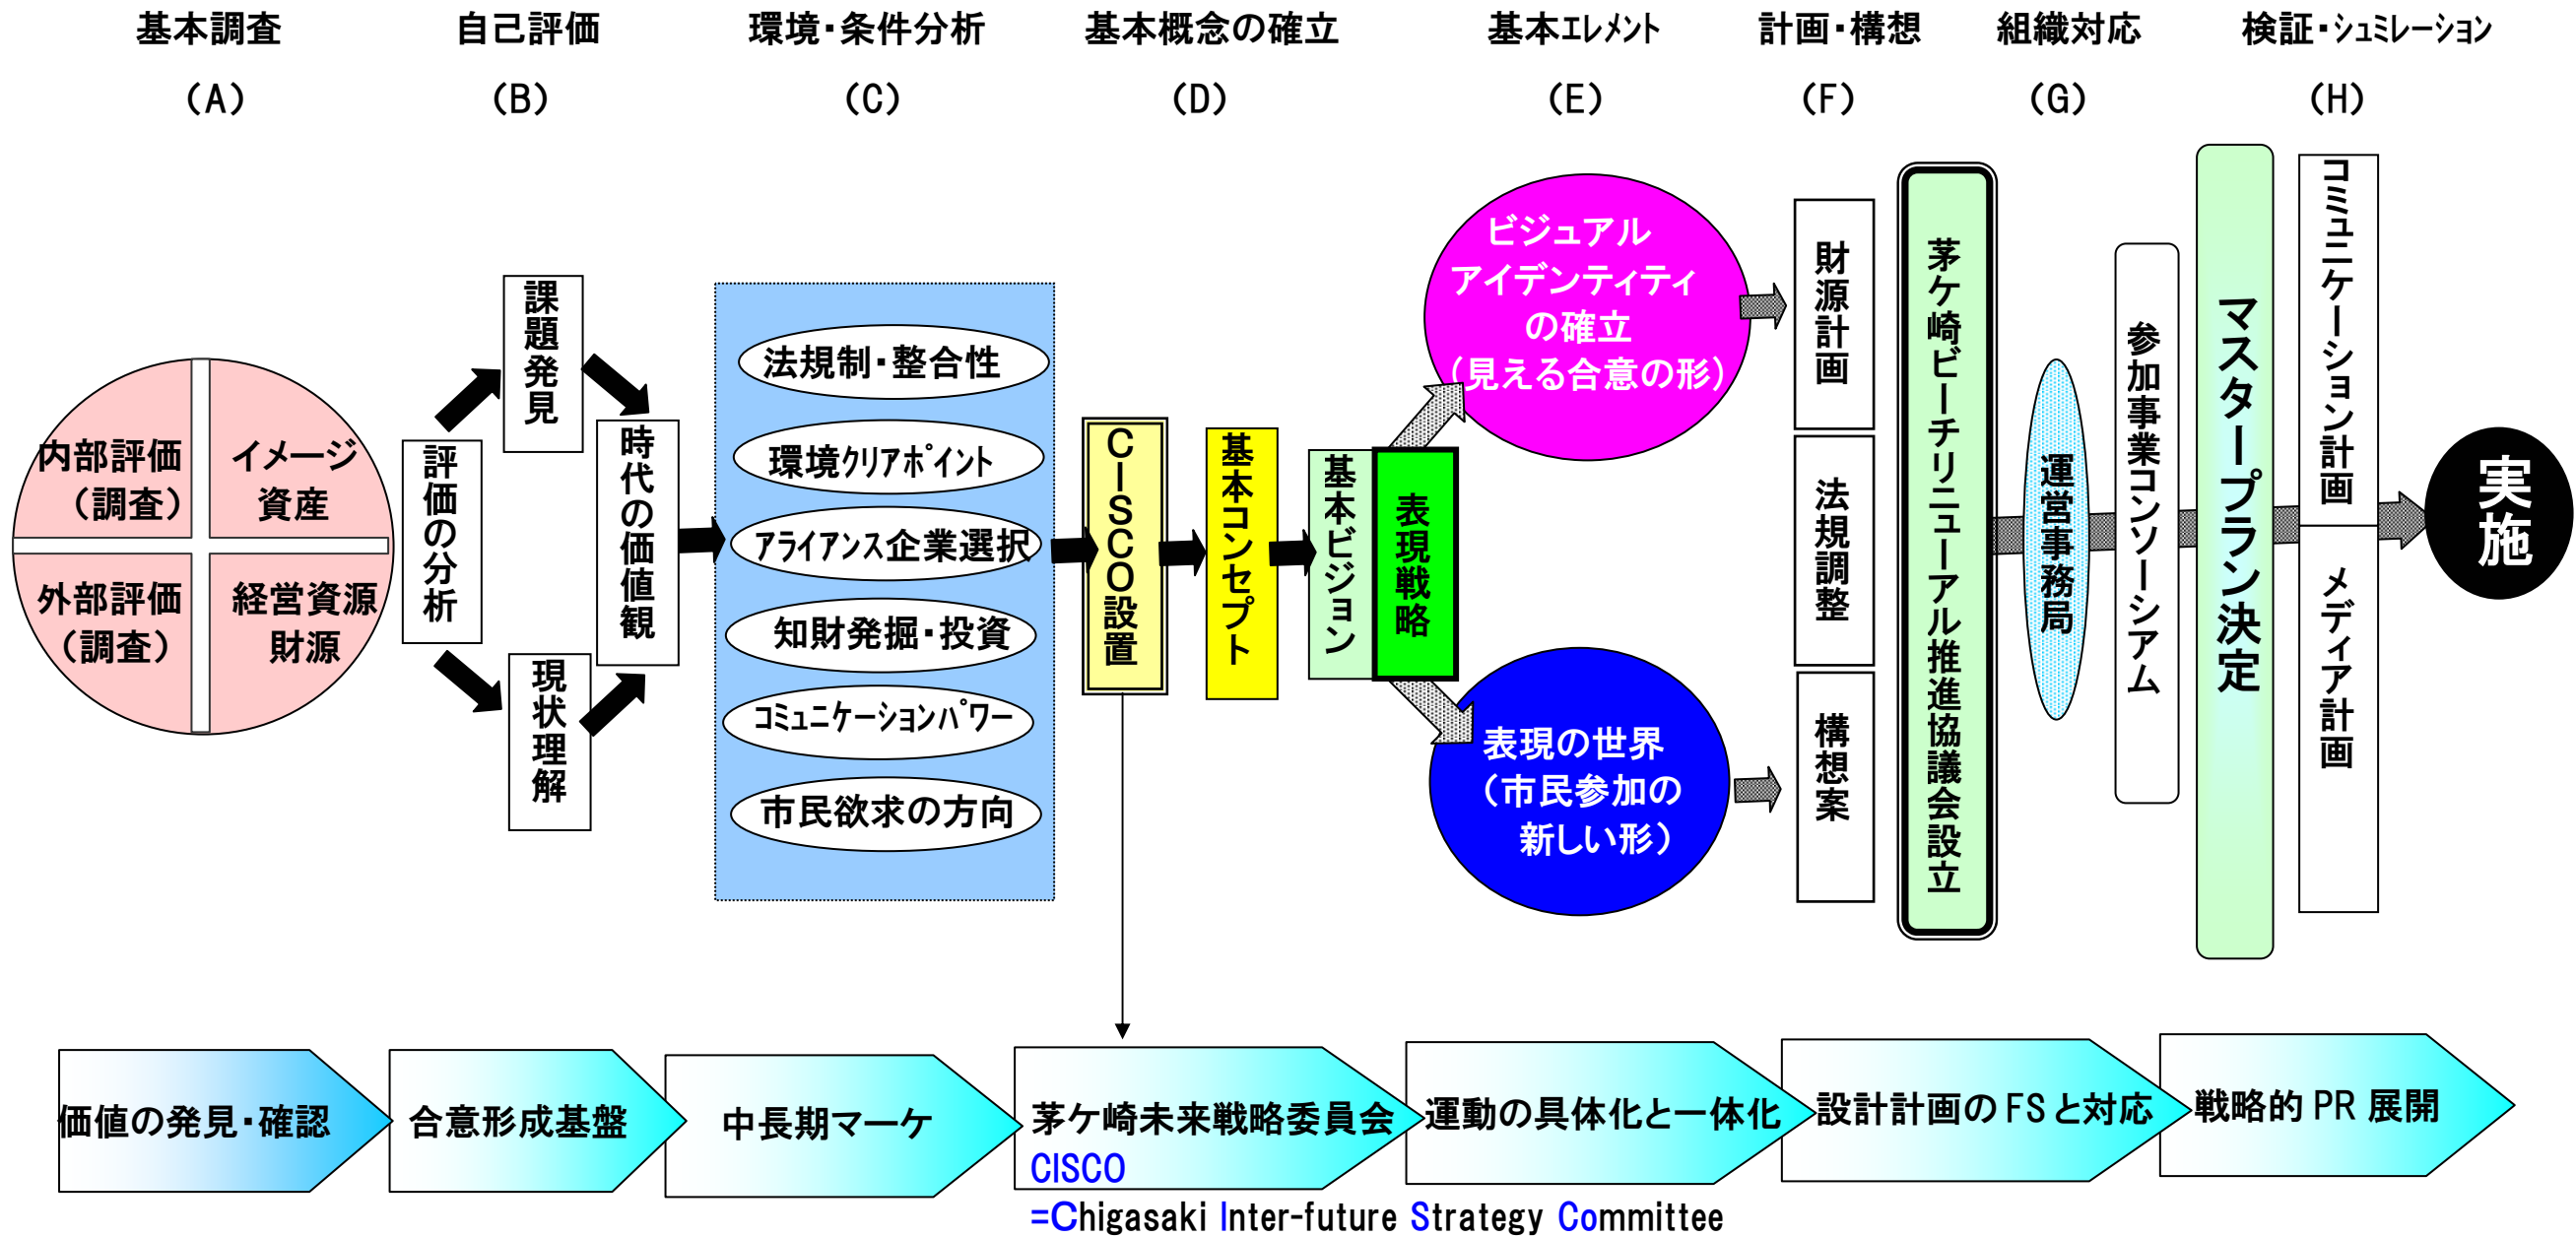 基本調査
(A)
自己評価
(B)
環境・条件分析
(C)
基本概念の確立
(D)
基本エレメント
(E)
計画・構想
(F)
組織対応
(G)
検証・シュミレーション
(H)
内部評価
（調査）
イメージ
資産
外部評価
（調査）
経営資源
財源
評価の分析
課題発見
現状理解
時代の価値観
法規制・整合性
環境クリアポイント
アライアンス企業選択
知財発掘・投資
コミュニケーションパワー
市民欲求の方向
CISCO設置
基本コンセプト
基本ビジョン
表現戦略
ビジュアル
アイデンティティ
の確立
（見える合意の形）
表現の世界
（市民参加の
新しい形）
財源計画
法規調整
構想案
茅ケ崎ビーチリニューアル推進協議会設立
運営事務局
参加事業コンソーシアム
マスタープラン決定
コミュニケーション計画
メディア計画
実施
価値の発見・確認
合意形成基盤
中長期マーケ
茅ケ崎未来戦略委員会
CISCO
=Chigasaki Inter-future Strategy Committee
運動の具体化と一体化
設計計画の FS と対応
戦略的 PR 展開